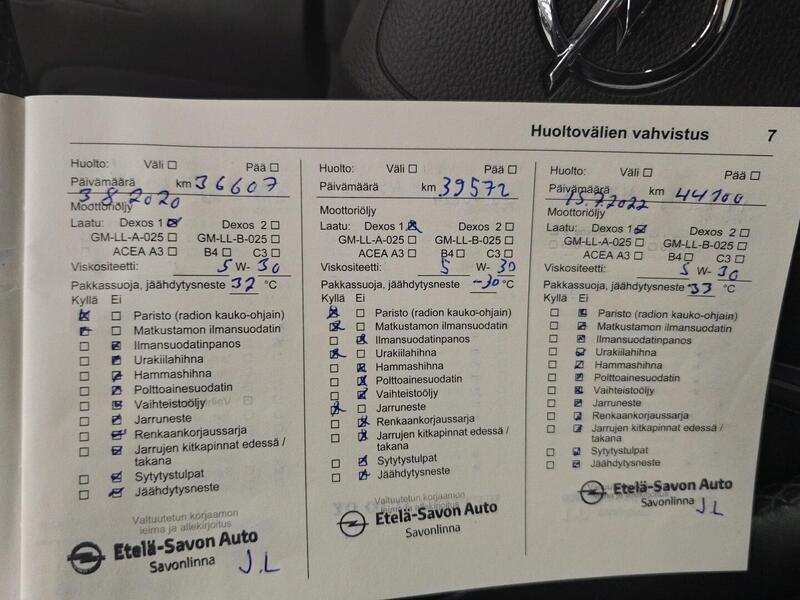 Huoltovälien vahvistus 7
Huolto: Väli Pää
Päivämäärä km 36607
3.8.2020
Moottoriöljy
Laatu: Dexos 1 Dexos 2
GM-LL-A-025 GM-LL-B-025
ACEA A3 B4 C3
Viskositeetti: 5 W- 30
Pakkassuoja, jäähdytysneste 32 °C
Kyllä Ei
Paristo (radion kauko-ohjain)
Matkustamon ilmansuodatin
Ilmansuodatinpanos
Urakiilahihna
Hammashihna
Polttoainesuodatin
Vaihteistoöljy
Jarruneste
Renkaankorjaussarja
Jarrujen kitkapinnat edessä /
takana
Sytytystulpat
Jäähdytysneste
Valtuutetun korjaamon
leima ja allekirjoitus
Etelä-Savon Auto
Savonlinna J.L
Huolto: Väli Pää
Päivämäärä km 39572
Moottoriöljy
Laatu: Dexos 1 Dexos 2
GM-LL-A-025 GM-LL-B-025
ACEA A3 B4 C3
Viskositeetti: 5 W- 30
Pakkassuoja, jäähdytysneste -30 °C
Kyllä Ei
Paristo (radion kauko-ohjain)
Matkustamon ilmansuodatin
Ilmansuodatinpanos
Urakiilahihna
Hammashihna
Polttoainesuodatin
Vaihteistoöljy
Jarruneste
Renkaankorjaussarja
Jarrujen kitkapinnat edessä /
takana
Sytytystulpat
Jäähdytysneste
Valtuutetun korjaamon
leima ja allekirjoitus
Etelä-Savon Auto
Savonlinna
Huolto: Väli Pää
Päivämäärä km 44100
15.7.2022
Moottoriöljy
Laatu: Dexos 1 Dexos 2
GM-LL-A-025 GM-LL-B-025
ACEA A3 B4 C3
Viskositeetti: 5 W- 30
Pakkassuoja, jäähdytysneste -33 °C
Kyllä Ei
Paristo (radion kauko-ohjain)
Matkustamon ilmansuodatin
Ilmansuodatinpanos
Urakiilahihna
Hammashihna
Polttoainesuodatin
Vaihteistoöljy
Jarruneste
Renkaankorjaussarja
Jarrujen kitkapinnat edessä /
takana
Sytytystulpat
Jäähdytysneste
Etelä-Savon Auto
Savonlinna J.L